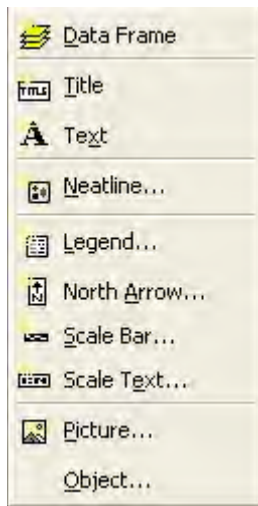 Data Frame
Title
Text
Neatline...
Legend...
North Arrow...
Scale Bar...
Scale Text...
Picture...
Object...